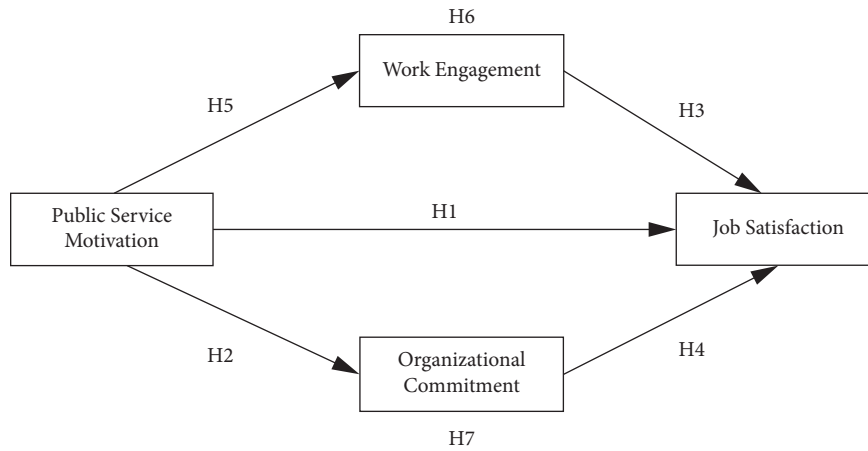 H6
Work Engagement
H5
H3
Public Service
Motivation
H1
Job Satisfaction
H2
Organizational
Commitment
H4
H7